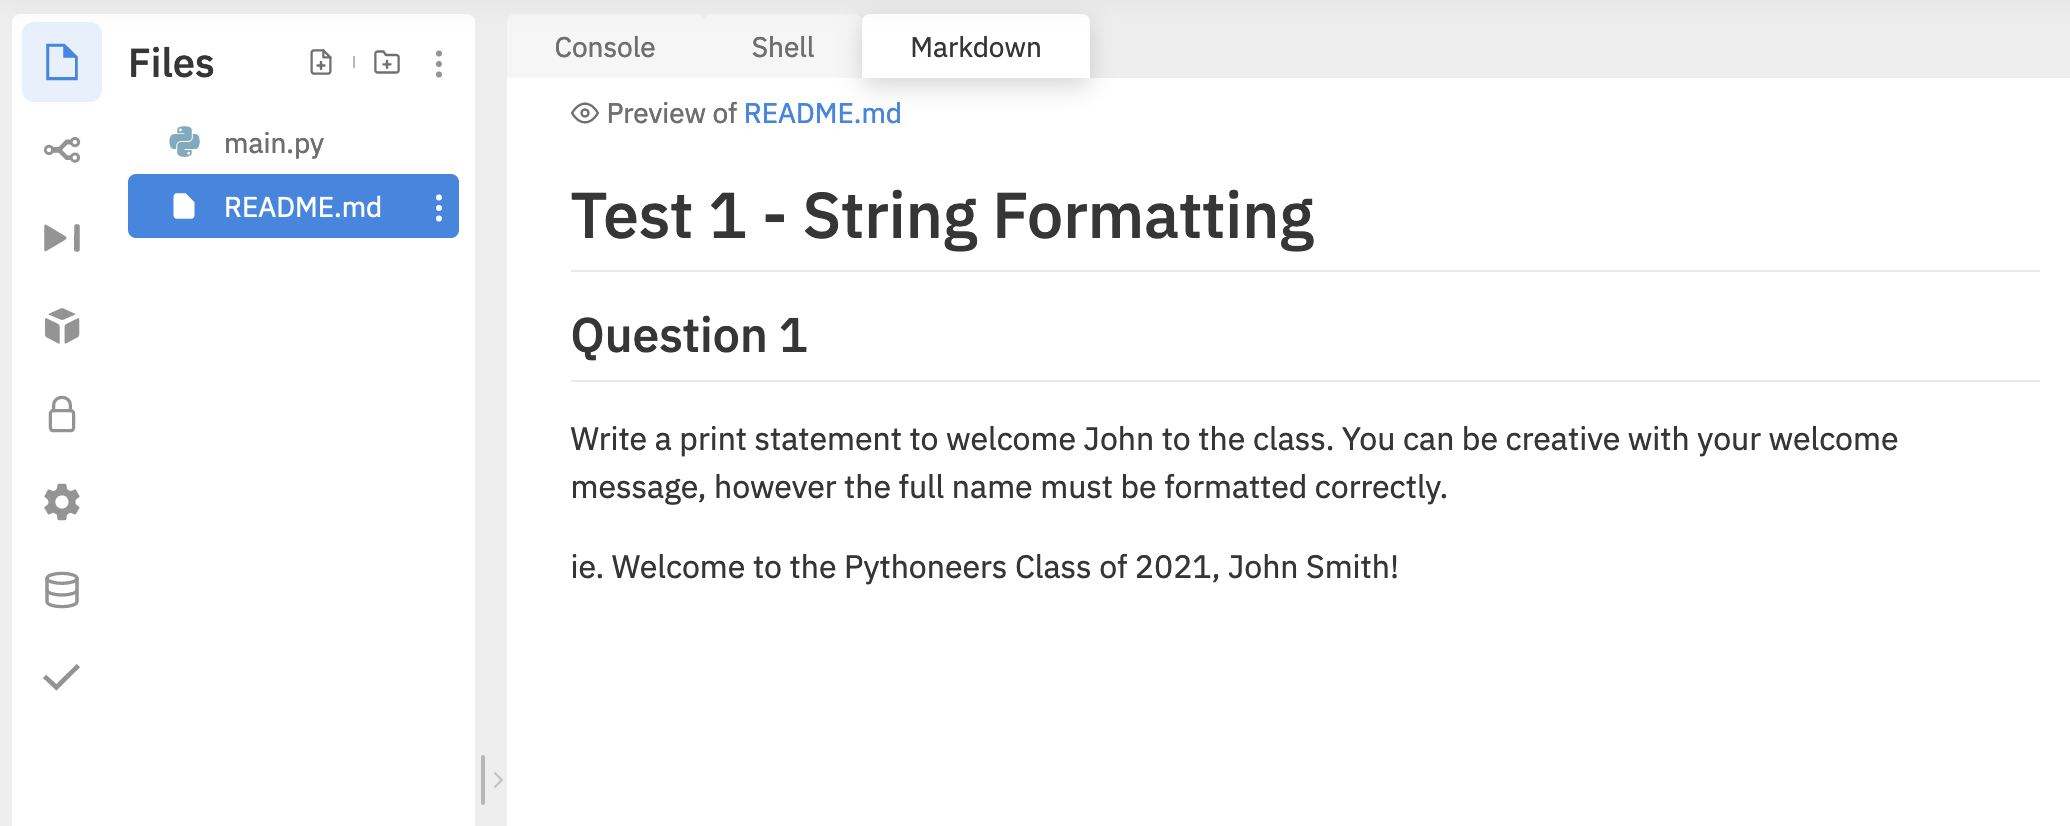 Files
main.py
README.md
Console Shell Markdown
Preview of README.md
Test 1 - String Formatting
Question 1
Write a print statement to welcome John to the class. You can be creative with your welcome
message, however the full name must be formatted correctly.
ie. Welcome to the Pythoneers Class of 2021, John Smith!